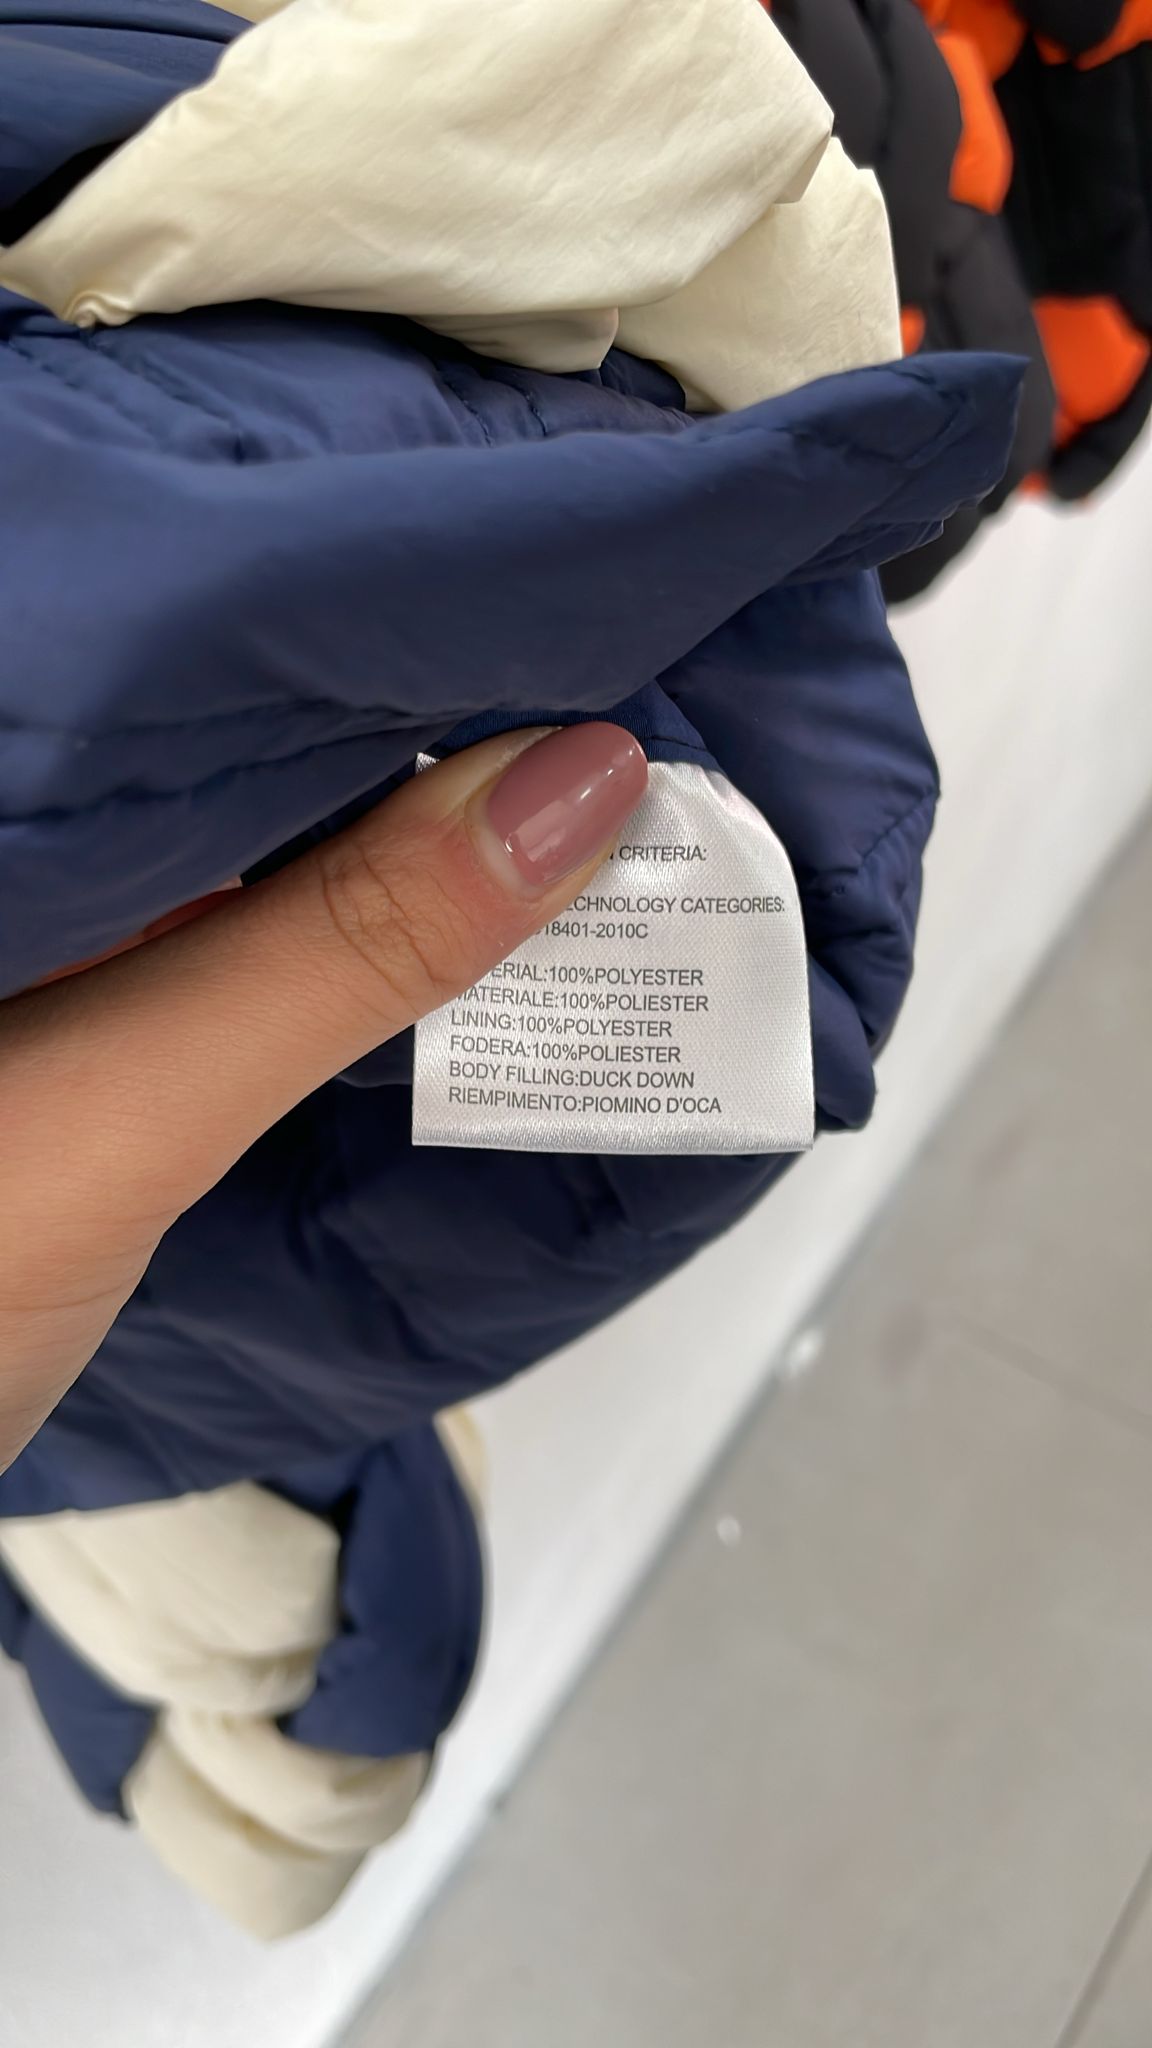 CRITERIA:
TECHNOLOGY CATEGORIES:
18401-2010C
MATERIAL:100%POLYESTER
MATERIALE:100%POLIESTER
LINING:100%POLYESTER
FODERA:100%POLIESTER
BODY FILLING:DUCK DOWN
RIEMPIMENTO:PIOMINO D'OCA